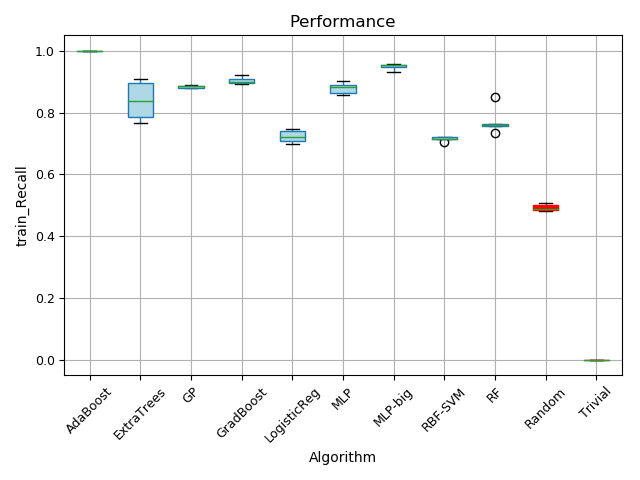 Performance
train_Recall
1.0
0.8
0.6
0.4
0.2
0.0
AdaBoost
ExtraTrees
GP
GradBoost
LogisticReg
MLP
MLP-big
RBF-SVM
RF
Random
Trivial
Algorithm